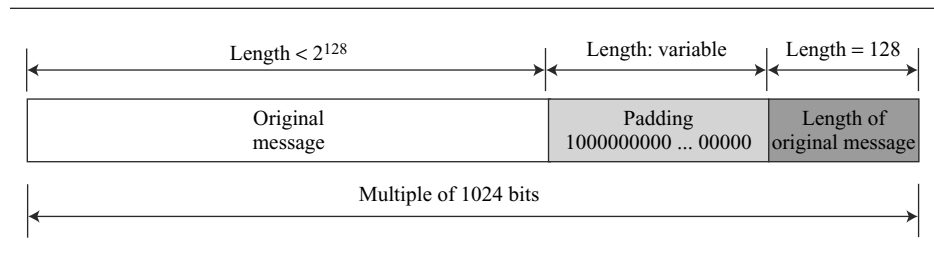 Length < 2^128
Length: variable
Length = 128
Original
message
Padding
1000000000 ... 00000
Length of
original message
Multiple of 1024 bits